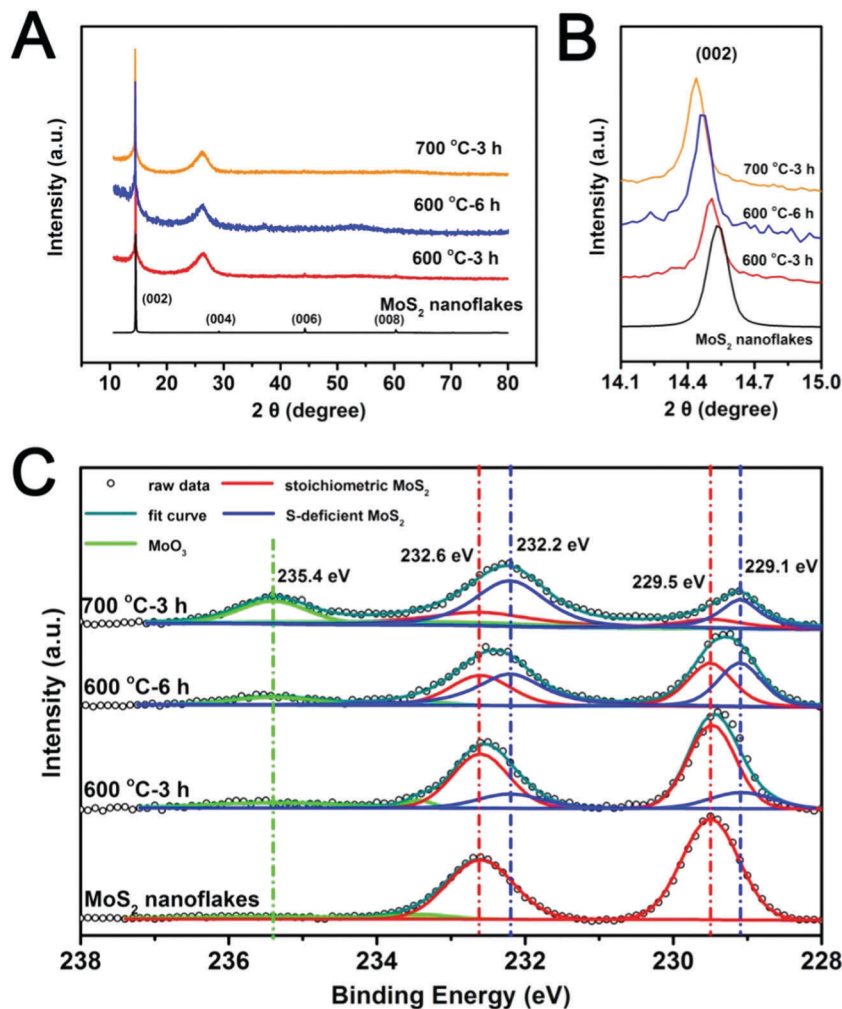 A
Intensity (a.u.)
700 °C-3 h
600 °C-6 h
600 °C-3 h
MoS₂ nanoflakes
(002)
(004)
(006)
(008)
10 20 30 40 50 60 70 80
2 θ (degree)
B
Intensity (a.u.)
(002)
700 °C-3 h
600 °C-6 h
600 °C-3 h
MoS₂ nanoflakes
14.1 14.4 14.7 15.0
2 θ (degree)
C
Intensity (a.u.)
raw data
stoichiometric MoS₂
fit curve
S-deficient MoS₂
MoO₃
235.4 eV
232.6 eV
232.2 eV
229.5 eV
229.1 eV
700 °C-3 h
600 °C-6 h
600 °C-3 h
MoS₂ nanoflakes
238 236 234 232 230 228
Binding Energy (eV)